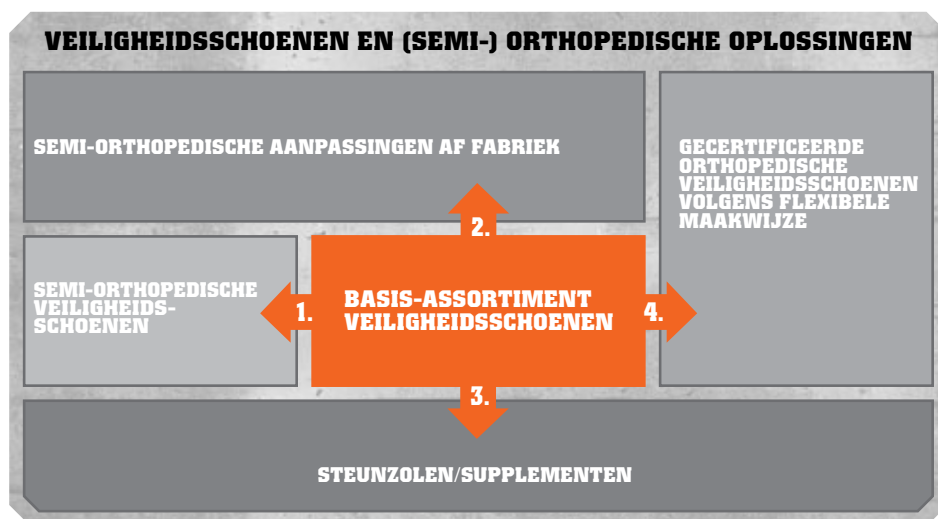 VEILIGHEIDSSCHOENEN EN (SEMI-) ORTHOPEDISCHE OPLOSSINGEN
SEMI-ORTHOPEDISCHE AANPASSINGEN AF FABRIEK
GECERTIFICEERDE
ORTHOPEDISCHE
VEILIGHEIDSSCHOENEN
VOLGENS FLEXIBELE
MAAKWIJZE
2.
SEMI-ORTHOPEDISCHE
VEILIGHEIDS-
SCHOENEN
1.
BASIS-ASSORTIMENT
VEILIGHEIDSSCHOENEN
4.
3.
STEUNZOLEN/SUPPLEMENTEN